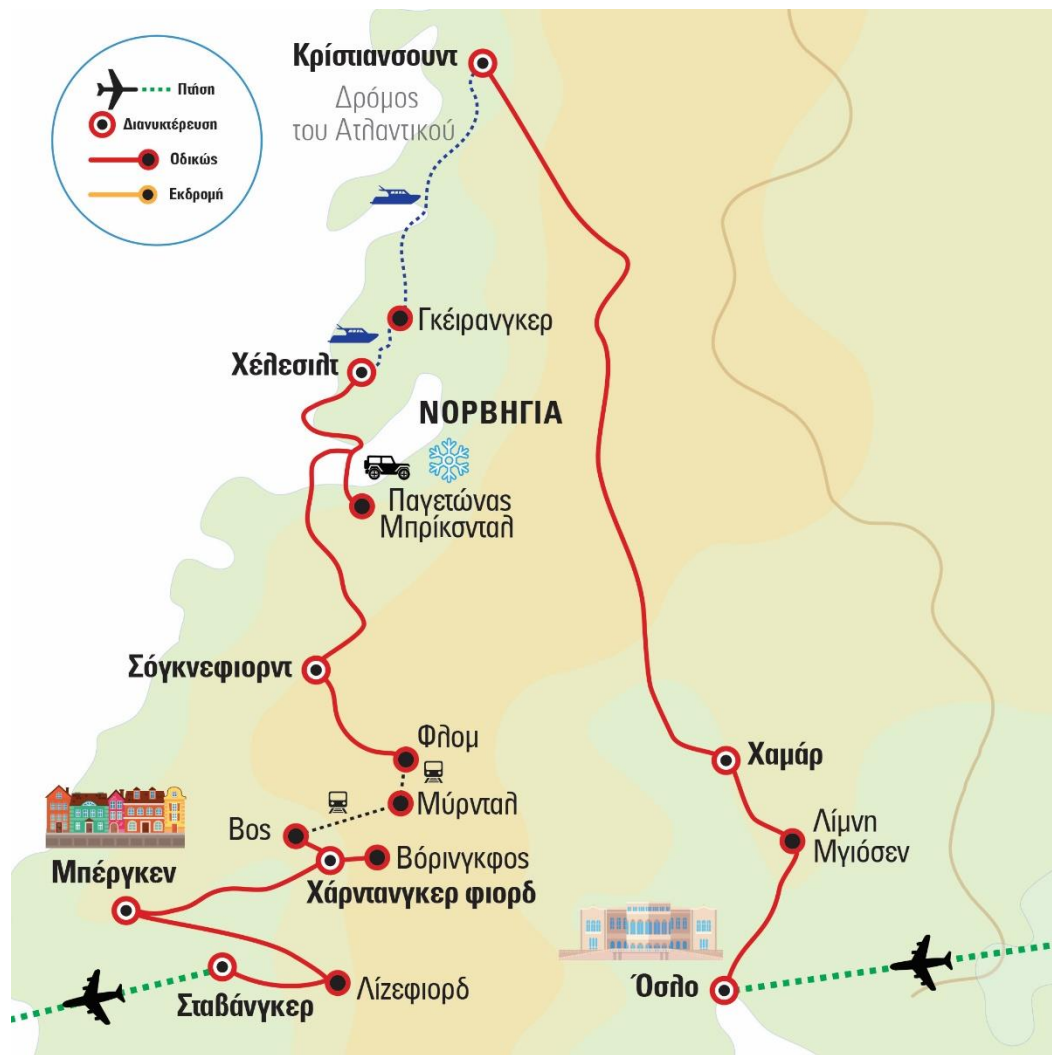 Πτήση
Διανυκτέρευση
Οδικώς
Εκδρομή
Κρίστιανσουντ
Δρόμος
του Ατλαντικού
Γκέιρανγκερ
Χέλεσιλτ
ΝΟΡΒΗΓΙΑ
Παγετώνας
Μπρίκσνταλ
Σόγκνεφιορντ
Φλομ
Μύρνταλ
Βος
Βόρινγκφος
Χάρντανγκερ φιορδ
Μπέργκεν
Σταβάνγκερ
Λίζεφιορδ
Χαμάρ
Λίμνη
Μγιόσεν
Όσλο